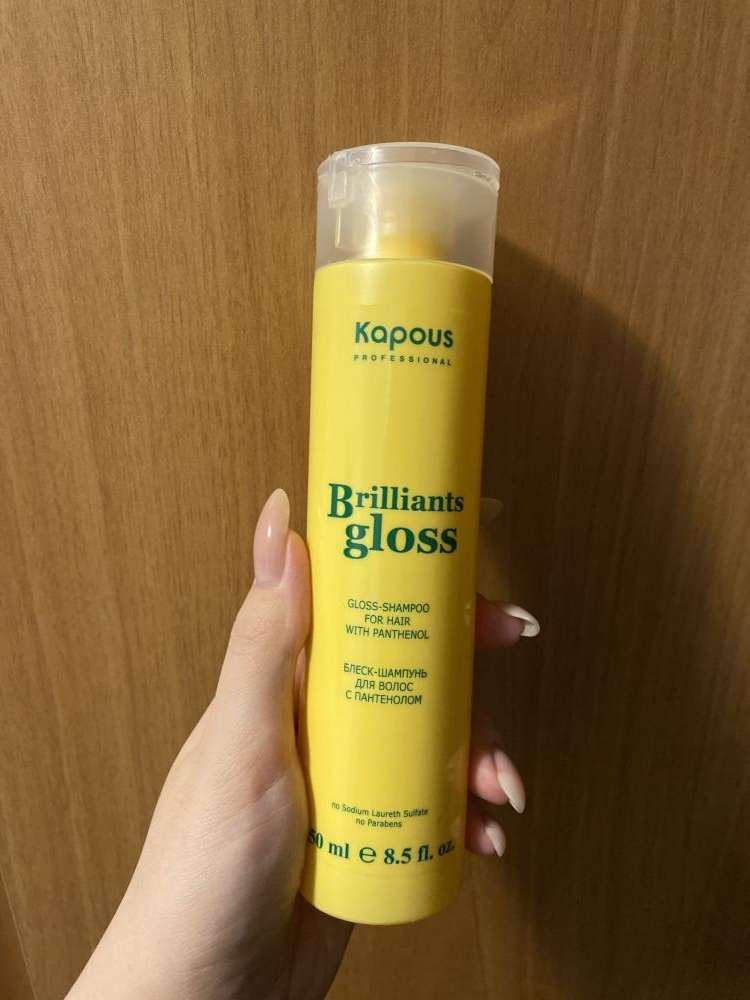 Kapous
PROFESSIONAL
Brilliants
gloss
GLOSS-SHAMPOO
FOR HAIR
WITH PANTHENOL
БЛЕСК-ШАМПУНЬ
ДЛЯ ВОЛОС
С ПАНТЕНОЛОМ
no Sodium Laureth Sulfate
no Parabens
50 ml ℮ 8.5 fl. oz.